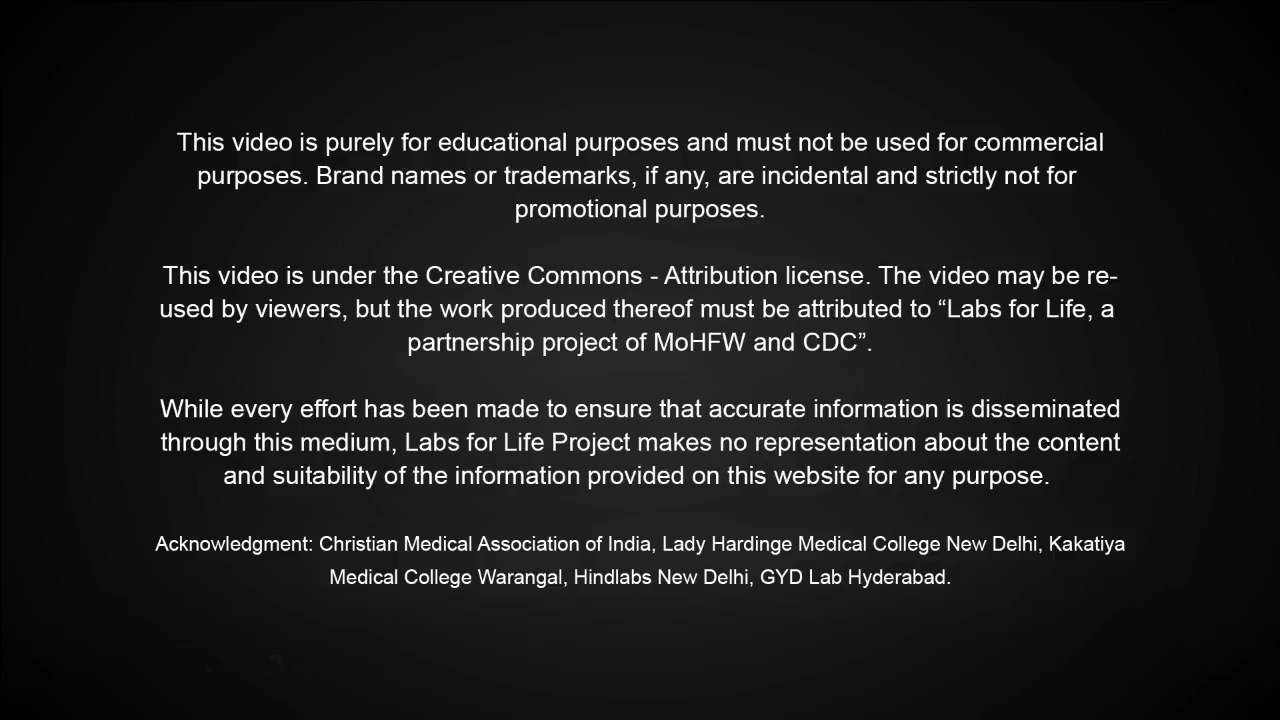 This video is purely for educational purposes and must not be used for commercial
purposes. Brand names or trademarks, if any, are incidental and strictly not for
promotional purposes.
This video is under the Creative Commons - Attribution license. The video may be re-
used by viewers, but the work produced thereof must be attributed to “Labs for Life, a
partnership project of MoHFW and CDC”.
While every effort has been made to ensure that accurate information is disseminated
through this medium, Labs for Life Project makes no representation about the content
and suitability of the information provided on this website for any purpose.
Acknowledgment: Christian Medical Association of India, Lady Hardinge Medical College New Delhi, Kakatiya
Medical College Warangal, Hindlabs New Delhi, GYD Lab Hyderabad.